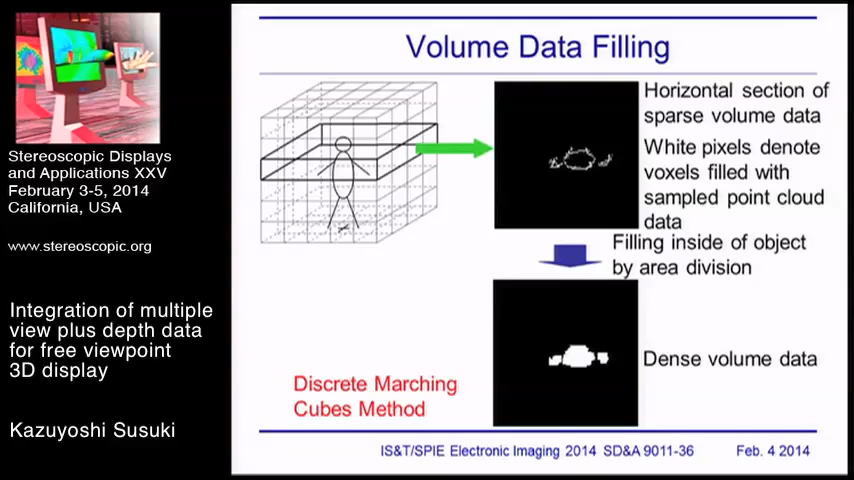 Stereoscopic Displays
and Applications XXV
February 3-5, 2014
California, USA
www.stereoscopic.org
Integration of multiple
view plus depth data
for free viewpoint
3D display
Kazuyoshi Susuki
Volume Data Filling
Horizontal section of
sparse volume data
White pixels denote
voxels filled with
sampled point cloud
data
Filling inside of object
by area division
Dense volume data
Discrete Marching
Cubes Method
IS&T/SPIE Electronic Imaging 2014 SD&A 9011-36 Feb. 4 2014